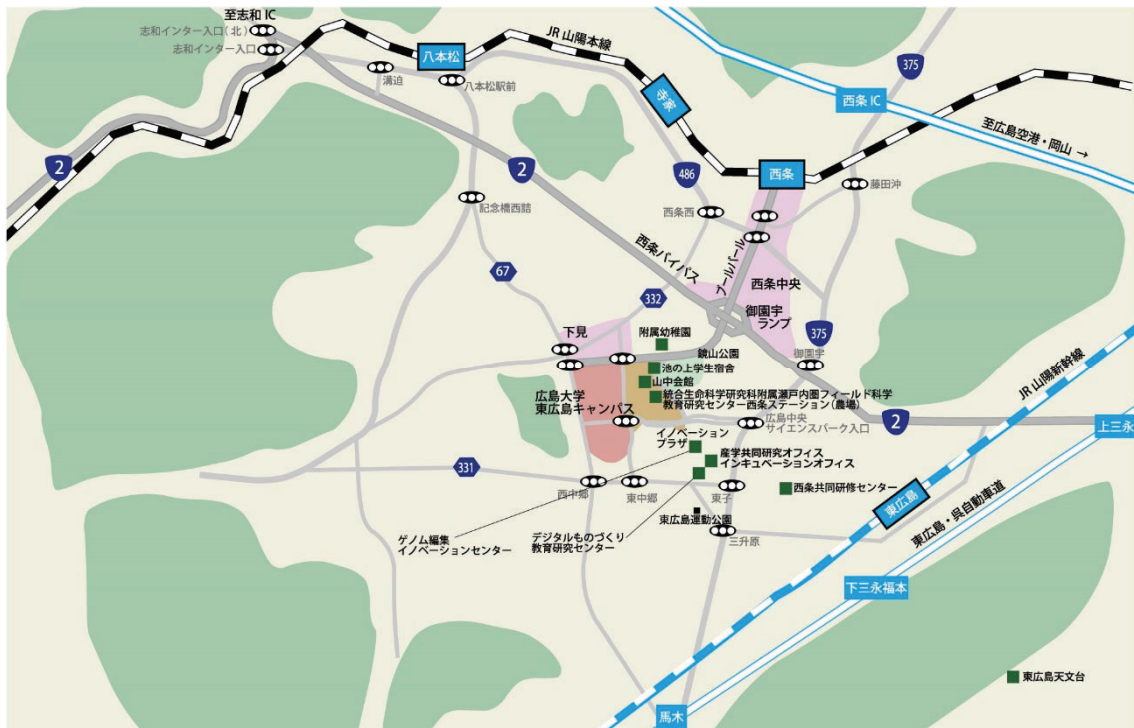 至志和 IC
志和インター入口(北)
志和インター入口
JR 山陽本線
八本松
溝迫
八本松駅前
寺家
375
西条 IC
至広島空港・岡山 →
2
2
486
西条
藤田沖
記念橋西詰
西条西
西条バイパス
ブールバール
西条中央
67
332
御園宇
ランプ
375
下見
附属幼稚園
鏡山公園
御園宇
池の上学生宿舎
山中会館
統合生命科学研究科附属瀬戸内圏フィールド科学
教育研究センター西条ステーション(農場)
広島大学
東広島キャンパス
広島中央
サイエンスパーク入口
2
JR 山陽新幹線
上三永
イノベーション
プラザ
産学共同研究オフィス
インキュベーションオフィス
331
西中郷
東中郷
東子
西条共同研修センター
東広島
東広島・呉自動車道
東広島運動公園
三升原
ゲノム編集
イノベーションセンター
デジタルものづくり
教育研究センター
下三永福本
東広島天文台
馬木